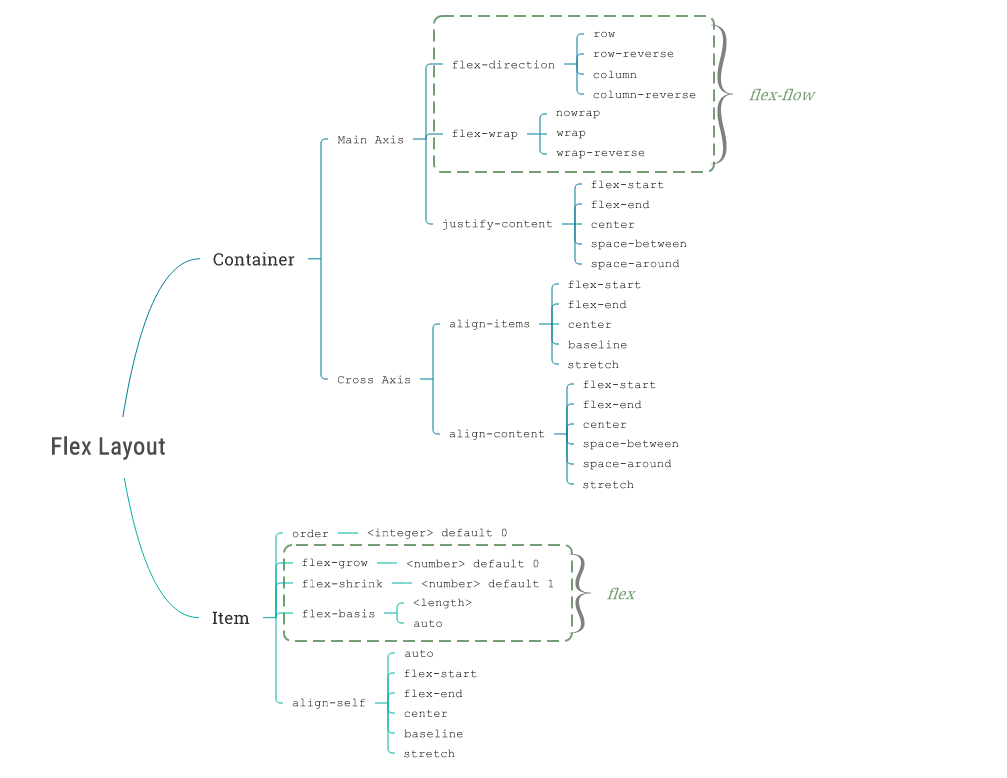 Flex Layout
Container
Main Axis
flex-direction
row
row-reverse
column
column-reverse
flex-wrap
nowrap
wrap
wrap-reverse
flex-flow
justify-content
flex-start
flex-end
center
space-between
space-around
Cross Axis
align-items
flex-start
flex-end
center
baseline
stretch
align-content
flex-start
flex-end
center
space-between
space-around
stretch
Item
order
<integer> default 0
flex-grow
<number> default 0
flex-shrink
<number> default 1
flex-basis
<length>
auto
flex
align-self
auto
flex-start
flex-end
center
baseline
stretch